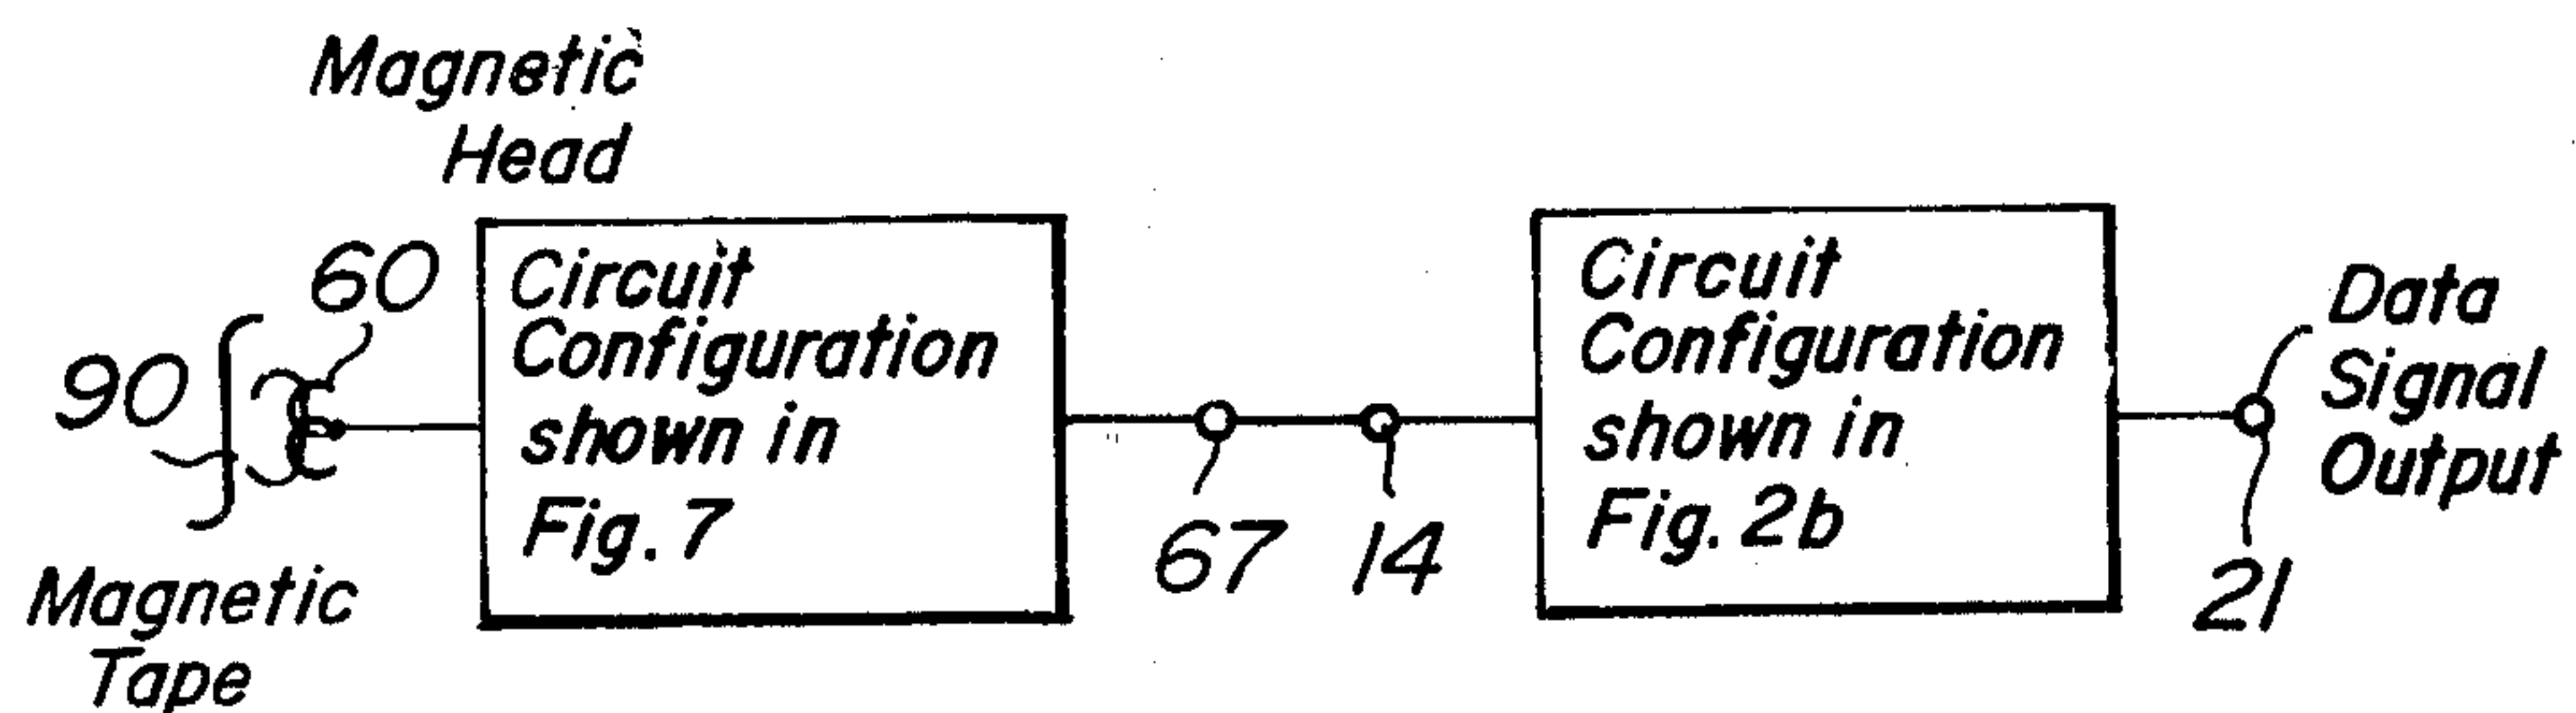 Magnetic
Head
60
90
Magnetic
Tape
Circuit
Configuration
shown in
Fig. 7
67
14
Circuit
Configuration
shown in
Fig. 2b
Data
Signal
Output
21